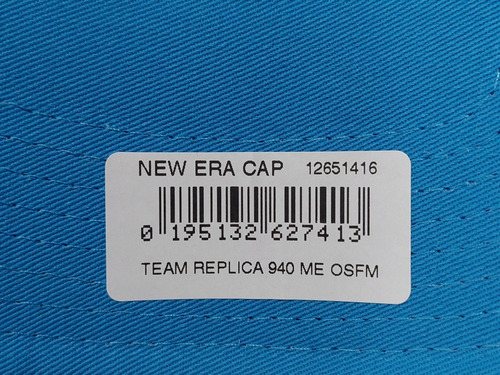 NEW ERA CAP 12651416
0 195132 627413
TEAM REPLICA 940 ME OSFM